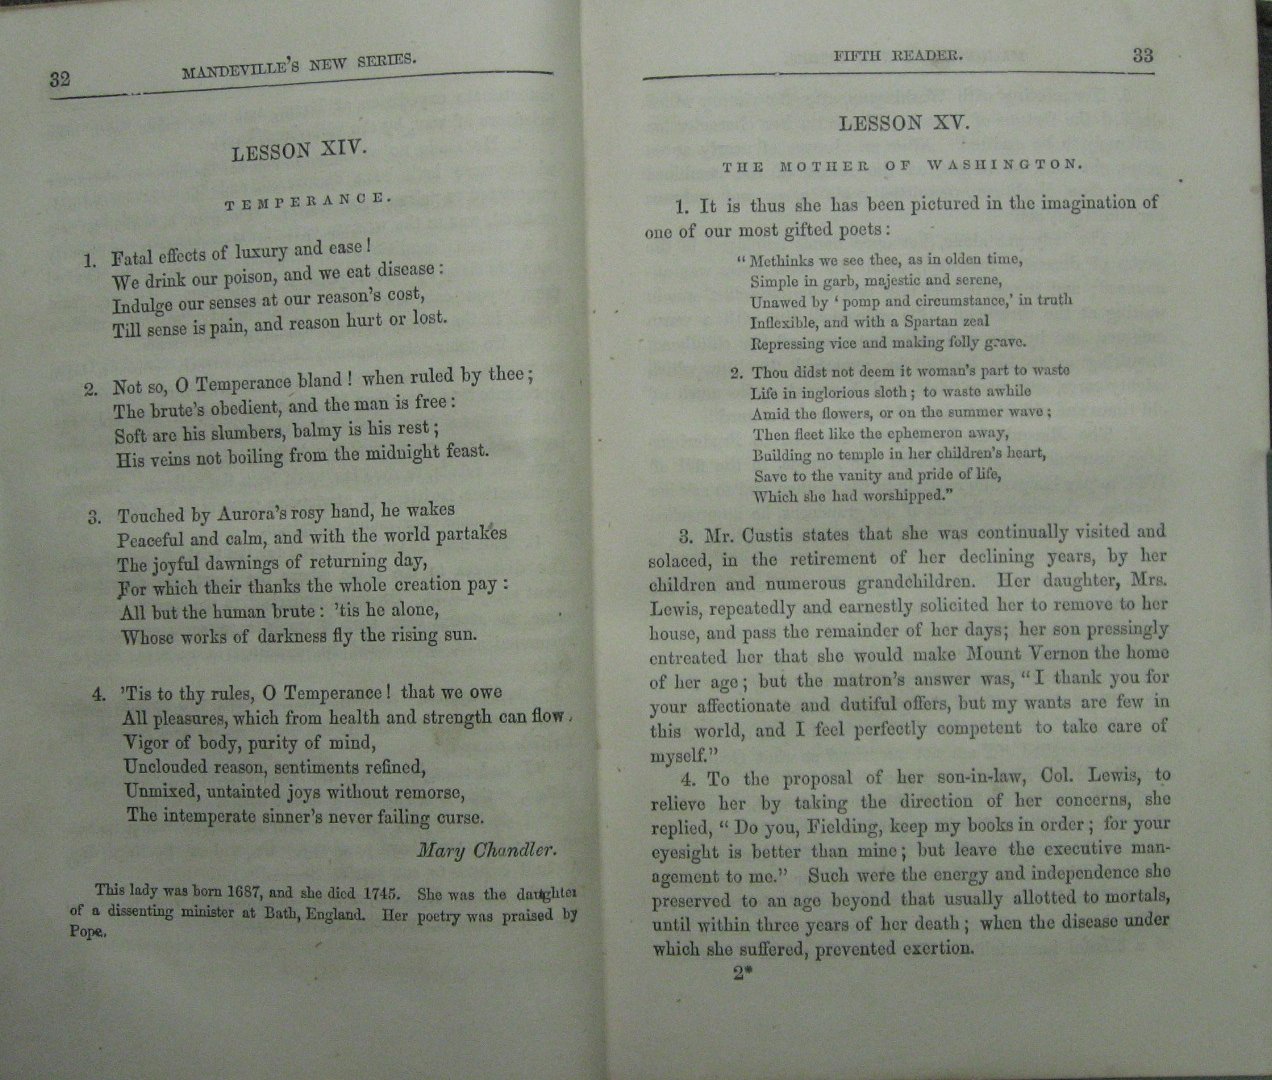 32 MANDEVILLE'S NEW SERIES.
LESSON XIV.
TEMPERANCE.
1. Fatal effects of luxury and ease!
We drink our poison, and we eat disease:
Indulge our senses at our reason's cost,
Till sense is pain, and reason hurt or lost.
2. Not so, O Temperance bland! when ruled by thee;
The brute's obedient, and the man is free:
Soft are his slumbers, balmy is his rest;
His veins not boiling from the midnight feast.
3. Touched by Aurora's rosy hand, he wakes
Peaceful and calm, and with the world partakes
The joyful dawnings of returning day,
For which their thanks the whole creation pay:
All but the human brute: 'tis he alone,
Whose works of darkness fly the rising sun.
4. 'Tis to thy rules, O Temperance! that we owe
All pleasures, which from health and strength can flow.
Vigor of body, purity of mind,
Unclouded reason, sentiments refined,
Unmixed, untainted joys without remorse,
The intemperate sinner's never failing curse.
Mary Chandler.
This lady was born 1687, and she died 1745. She was the daughter
of a dissenting minister at Bath, England. Her poetry was praised by
Pope.
FIFTH READER. 33
LESSON XV.
THE MOTHER OF WASHINGTON.
1. It is thus she has been pictured in the imagination of
one of our most gifted poets:
"Methinks we see thee, as in olden time,
Simple in garb, majestic and serene,
Unawed by 'pomp and circumstance,' in truth
Inflexible, and with a Spartan zeal
Repressing vice and making folly grave.
2. Thou didst not deem it woman's part to waste
Life in inglorious sloth; to waste awhile
Amid the flowers, or on the summer wave;
Then fleet like the ephemeron away,
Building no temple in her children's heart,
Save to the vanity and pride of life,
Which she had worshipped."
3. Mr. Custis states that she was continually visited and
solaced, in the retirement of her declining years, by her
children and numerous grandchildren. Her daughter, Mrs.
Lewis, repeatedly and earnestly solicited her to remove to her
house, and pass the remainder of her days; her son pressingly
entreated her that she would make Mount Vernon the home
of her age; but the matron's answer was, "I thank you for
your affectionate and dutiful offers, but my wants are few in
this world, and I feel perfectly competent to take care of
myself."
4. To the proposal of her son-in-law, Col. Lewis, to
relieve her by taking the direction of her concerns, she
replied, "Do you, Fielding, keep my books in order; for your
eyesight is better than mine; but leave the executive man-
agement to me." Such were the energy and independence she
preserved to an age beyond that usually allotted to mortals,
until within three years of her death; when the disease under
which she suffered, prevented exertion.
2*